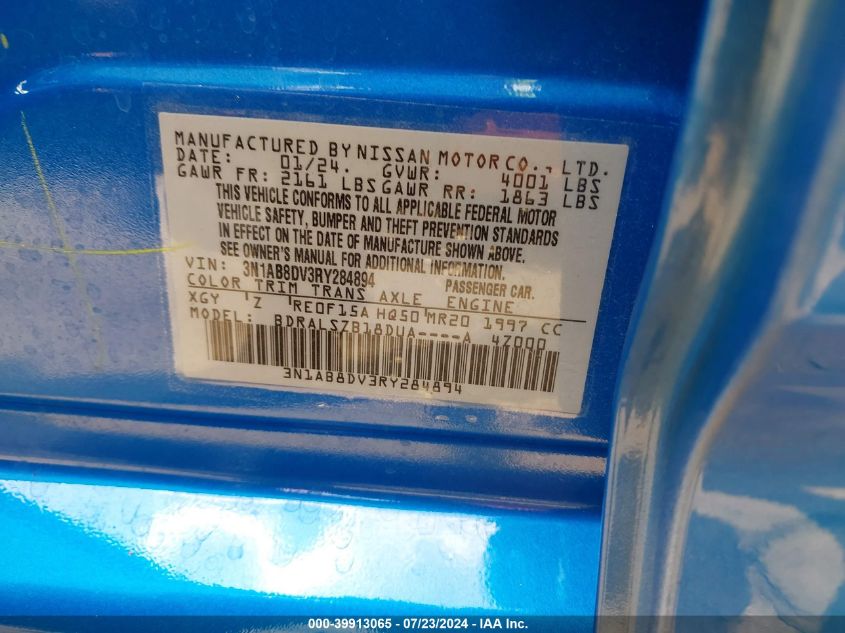 MANUFACTURED BY NISSAN MOTOR CO., LTD.
DATE: 01/24. GVWR: 4001 LBS
GAWR FR: 2161 LBS GAWR RR: 1863 LBS
THIS VEHICLE CONFORMS TO ALL APPLICABLE FEDERAL MOTOR
VEHICLE SAFETY, BUMPER AND THEFT PREVENTION STANDARDS
IN EFFECT ON THE DATE OF MANUFACTURE SHOWN ABOVE.
SEE OWNER'S MANUAL FOR ADDITIONAL INFORMATION.
VIN: 3N1AB8DV3RY284894 PASSENGER CAR.
COLOR TRIM TRANS AXLE ENGINE
XGY 'Z 'RE0F15A HQ50 MR20 1997 CC
MODEL: BDRALSZB18DUA----A 4Z000
3N1AB8DV3RY284894
000-39913065 - 07/23/2024 - IAA Inc.